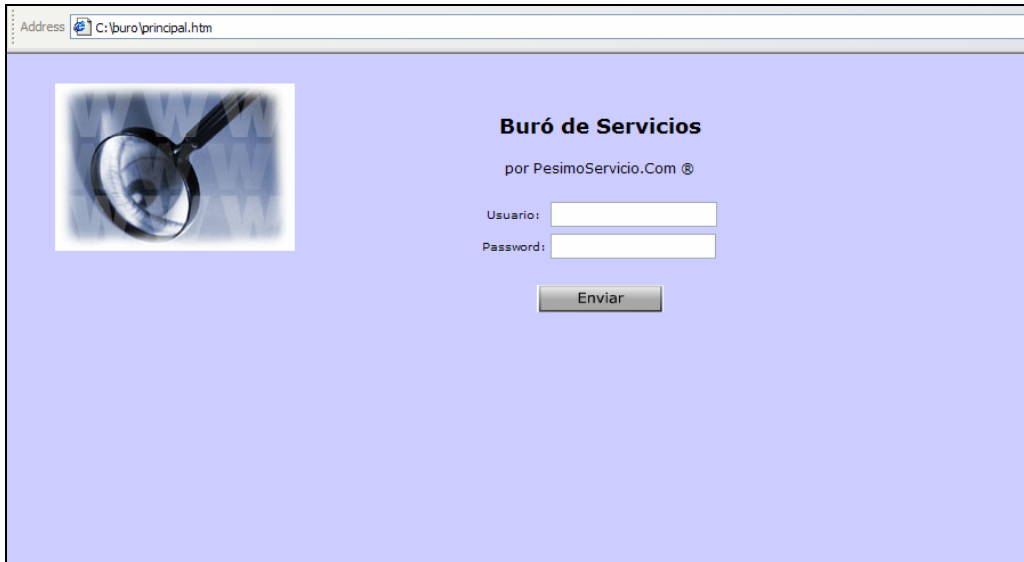 Address C:\buro\principal.htm
W W W W
Buró de Servicios
por PesimoServicio.Com ®
Usuario:
Password:
Enviar